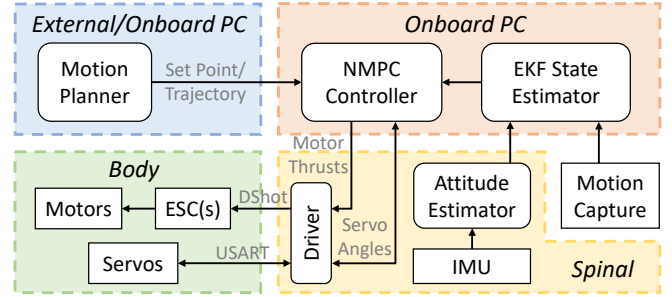 External/Onboard PC
Onboard PC
Motion
Planner
Set Point/
Trajectory
NMPC
Controller
EKF State
Estimator
Motor
Thrusts
Body
Motors
ESC(s)
DShot
Servos
USART
Driver
Servo
Angles
Attitude
Estimator
Motion
Capture
IMU
Spinal